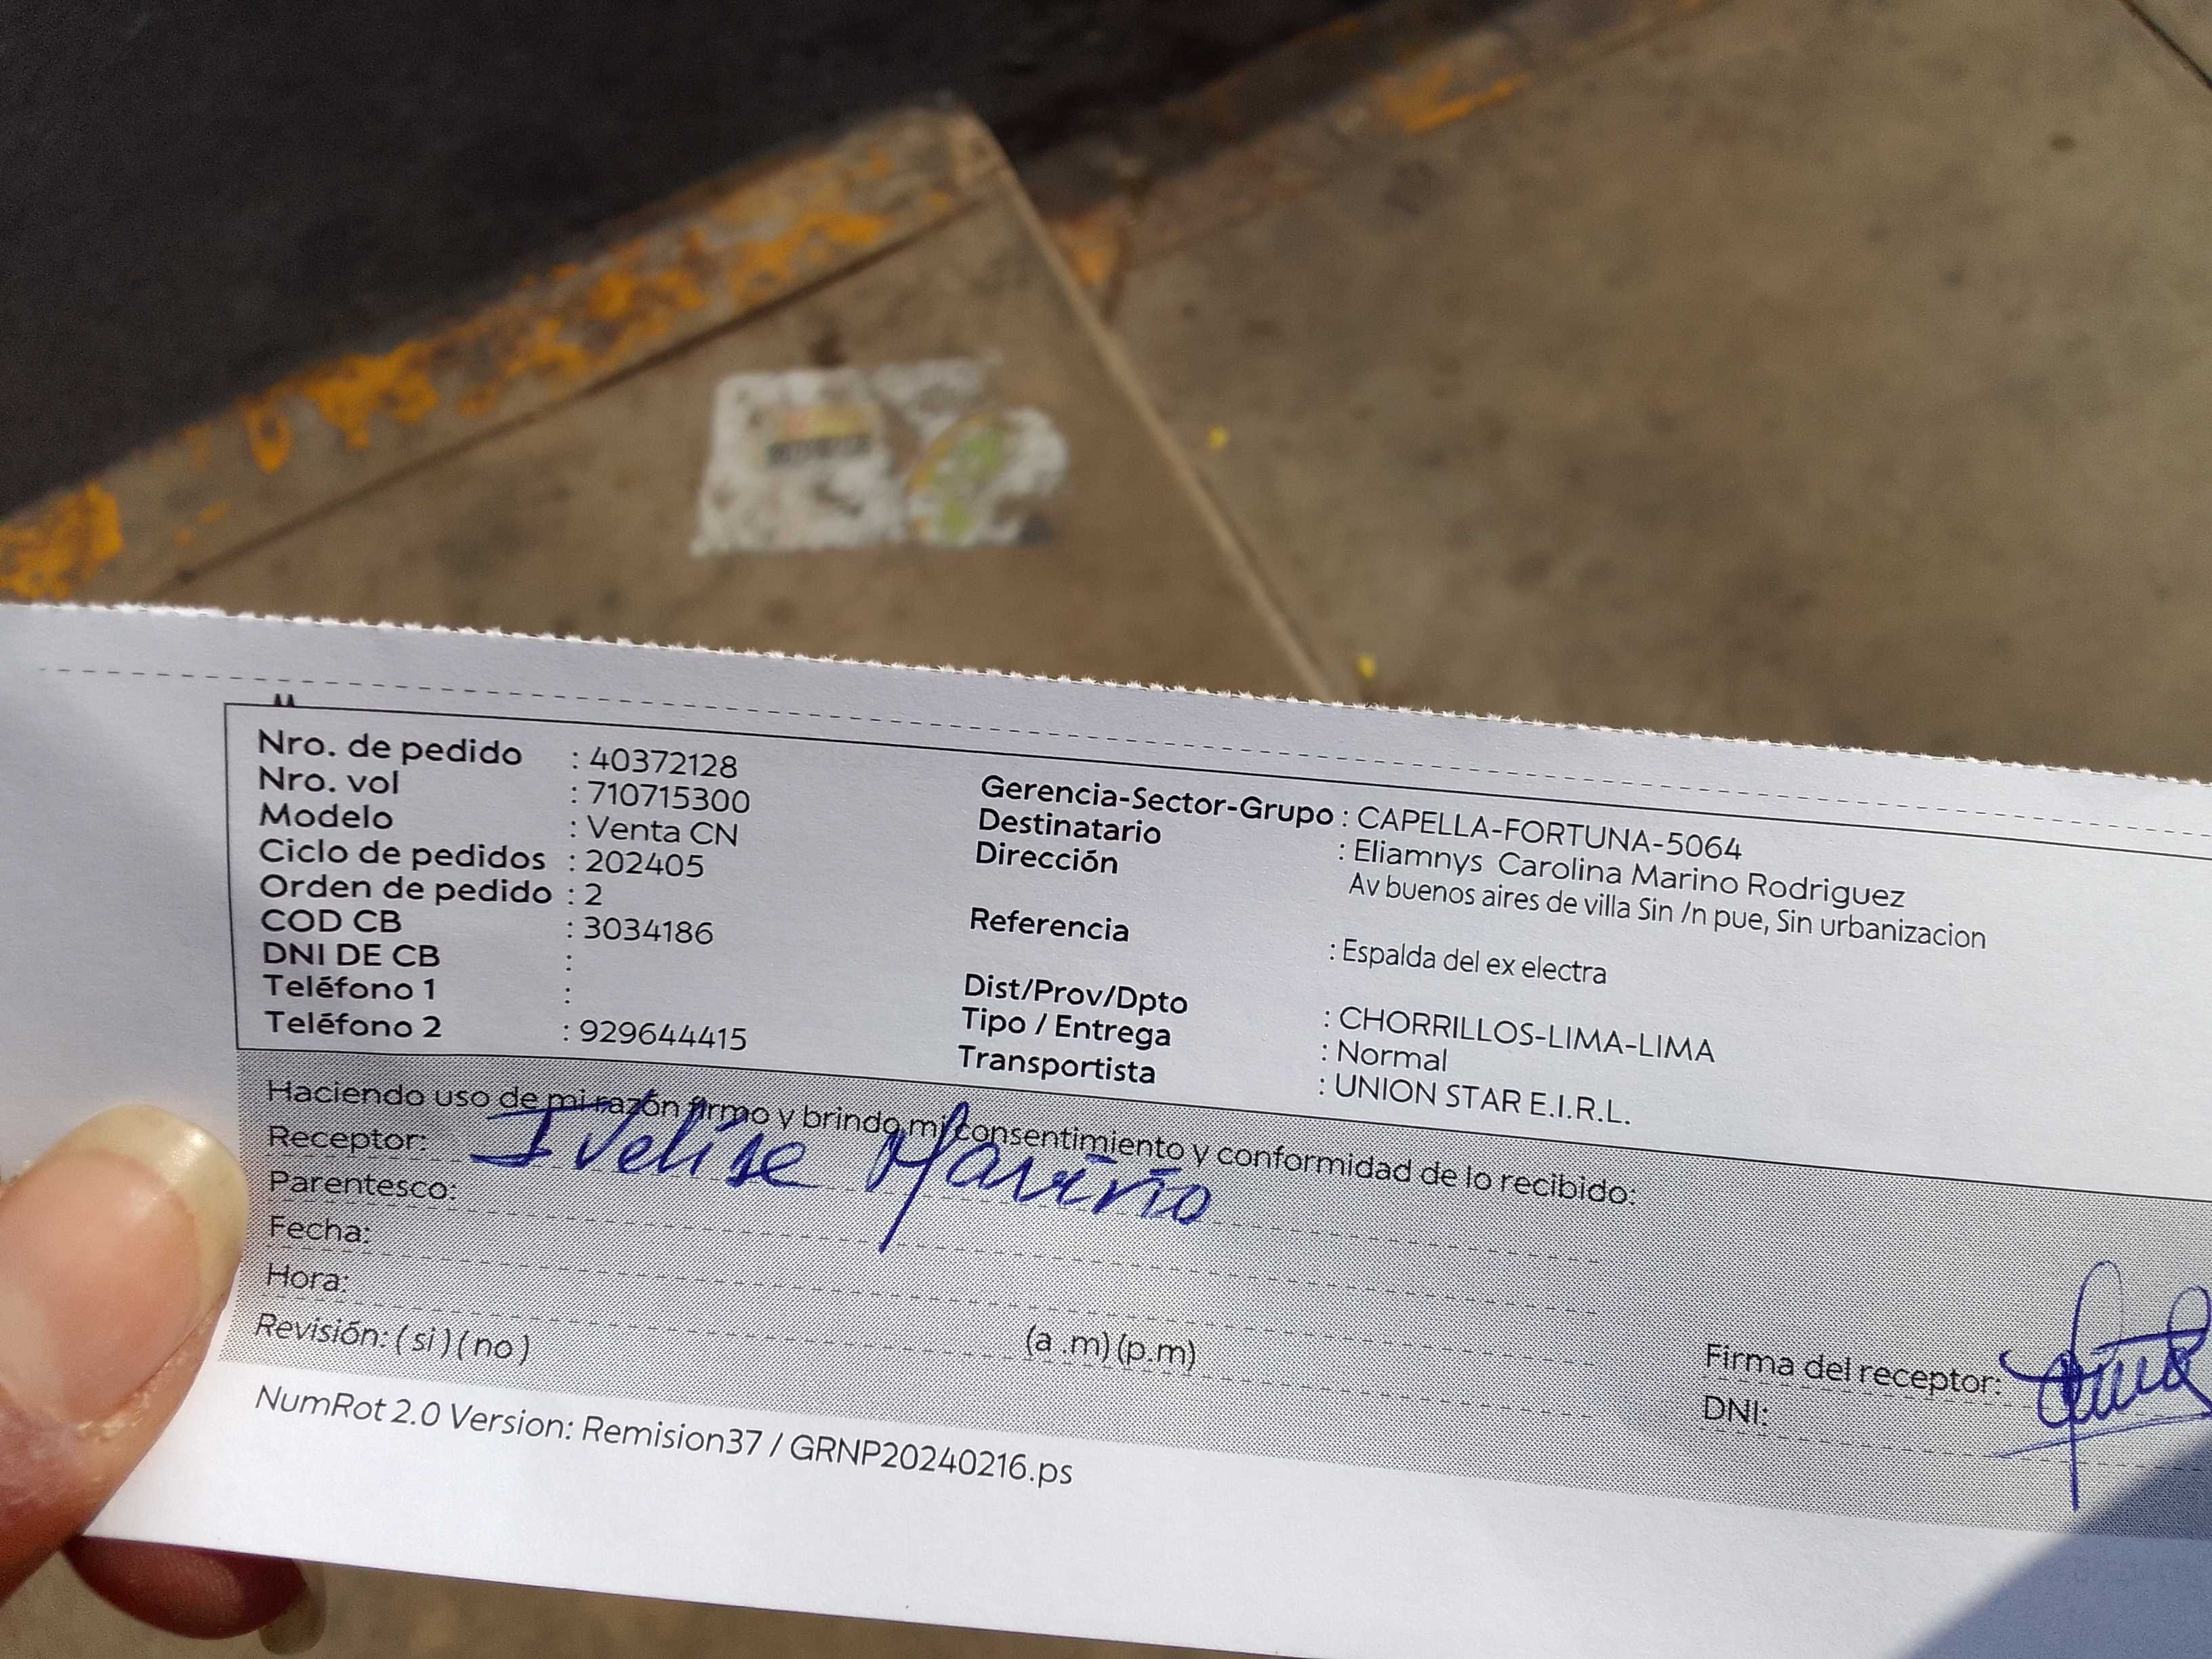 Nro. de pedido : 40372128
Nro. vol : 710715300
Modelo : Venta CN
Ciclo de pedidos : 202405
Orden de pedido : 2
COD CB : 3034186
DNI DE CB :
Teléfono 1 :
Teléfono 2 : 929644415
Gerencia-Sector-Grupo : CAPELLA-FORTUNA-5064
Destinatario : Eliamnys Carolina Marino Rodriguez
Dirección Av buenos aires de villa Sin /n pue, Sin urbanizacion
Referencia : Espalda del ex electra
Dist/Prov/Dpto : CHORRILLOS-LIMA-LIMA
Tipo / Entrega : Normal
Transportista : UNION STAR E.I.R.L.
Haciendo uso de mi razón firmo y brindo mi consentimiento y conformidad de lo recibido:
Receptor: Ivelise Mariño
Parentesco:
Fecha:
Hora: (a .m) (p.m)
Revisión: ( si ) ( no )
Firma del receptor:
DNI:
NumRot 2.0 Version: Remision37 / GRNP20240216.ps